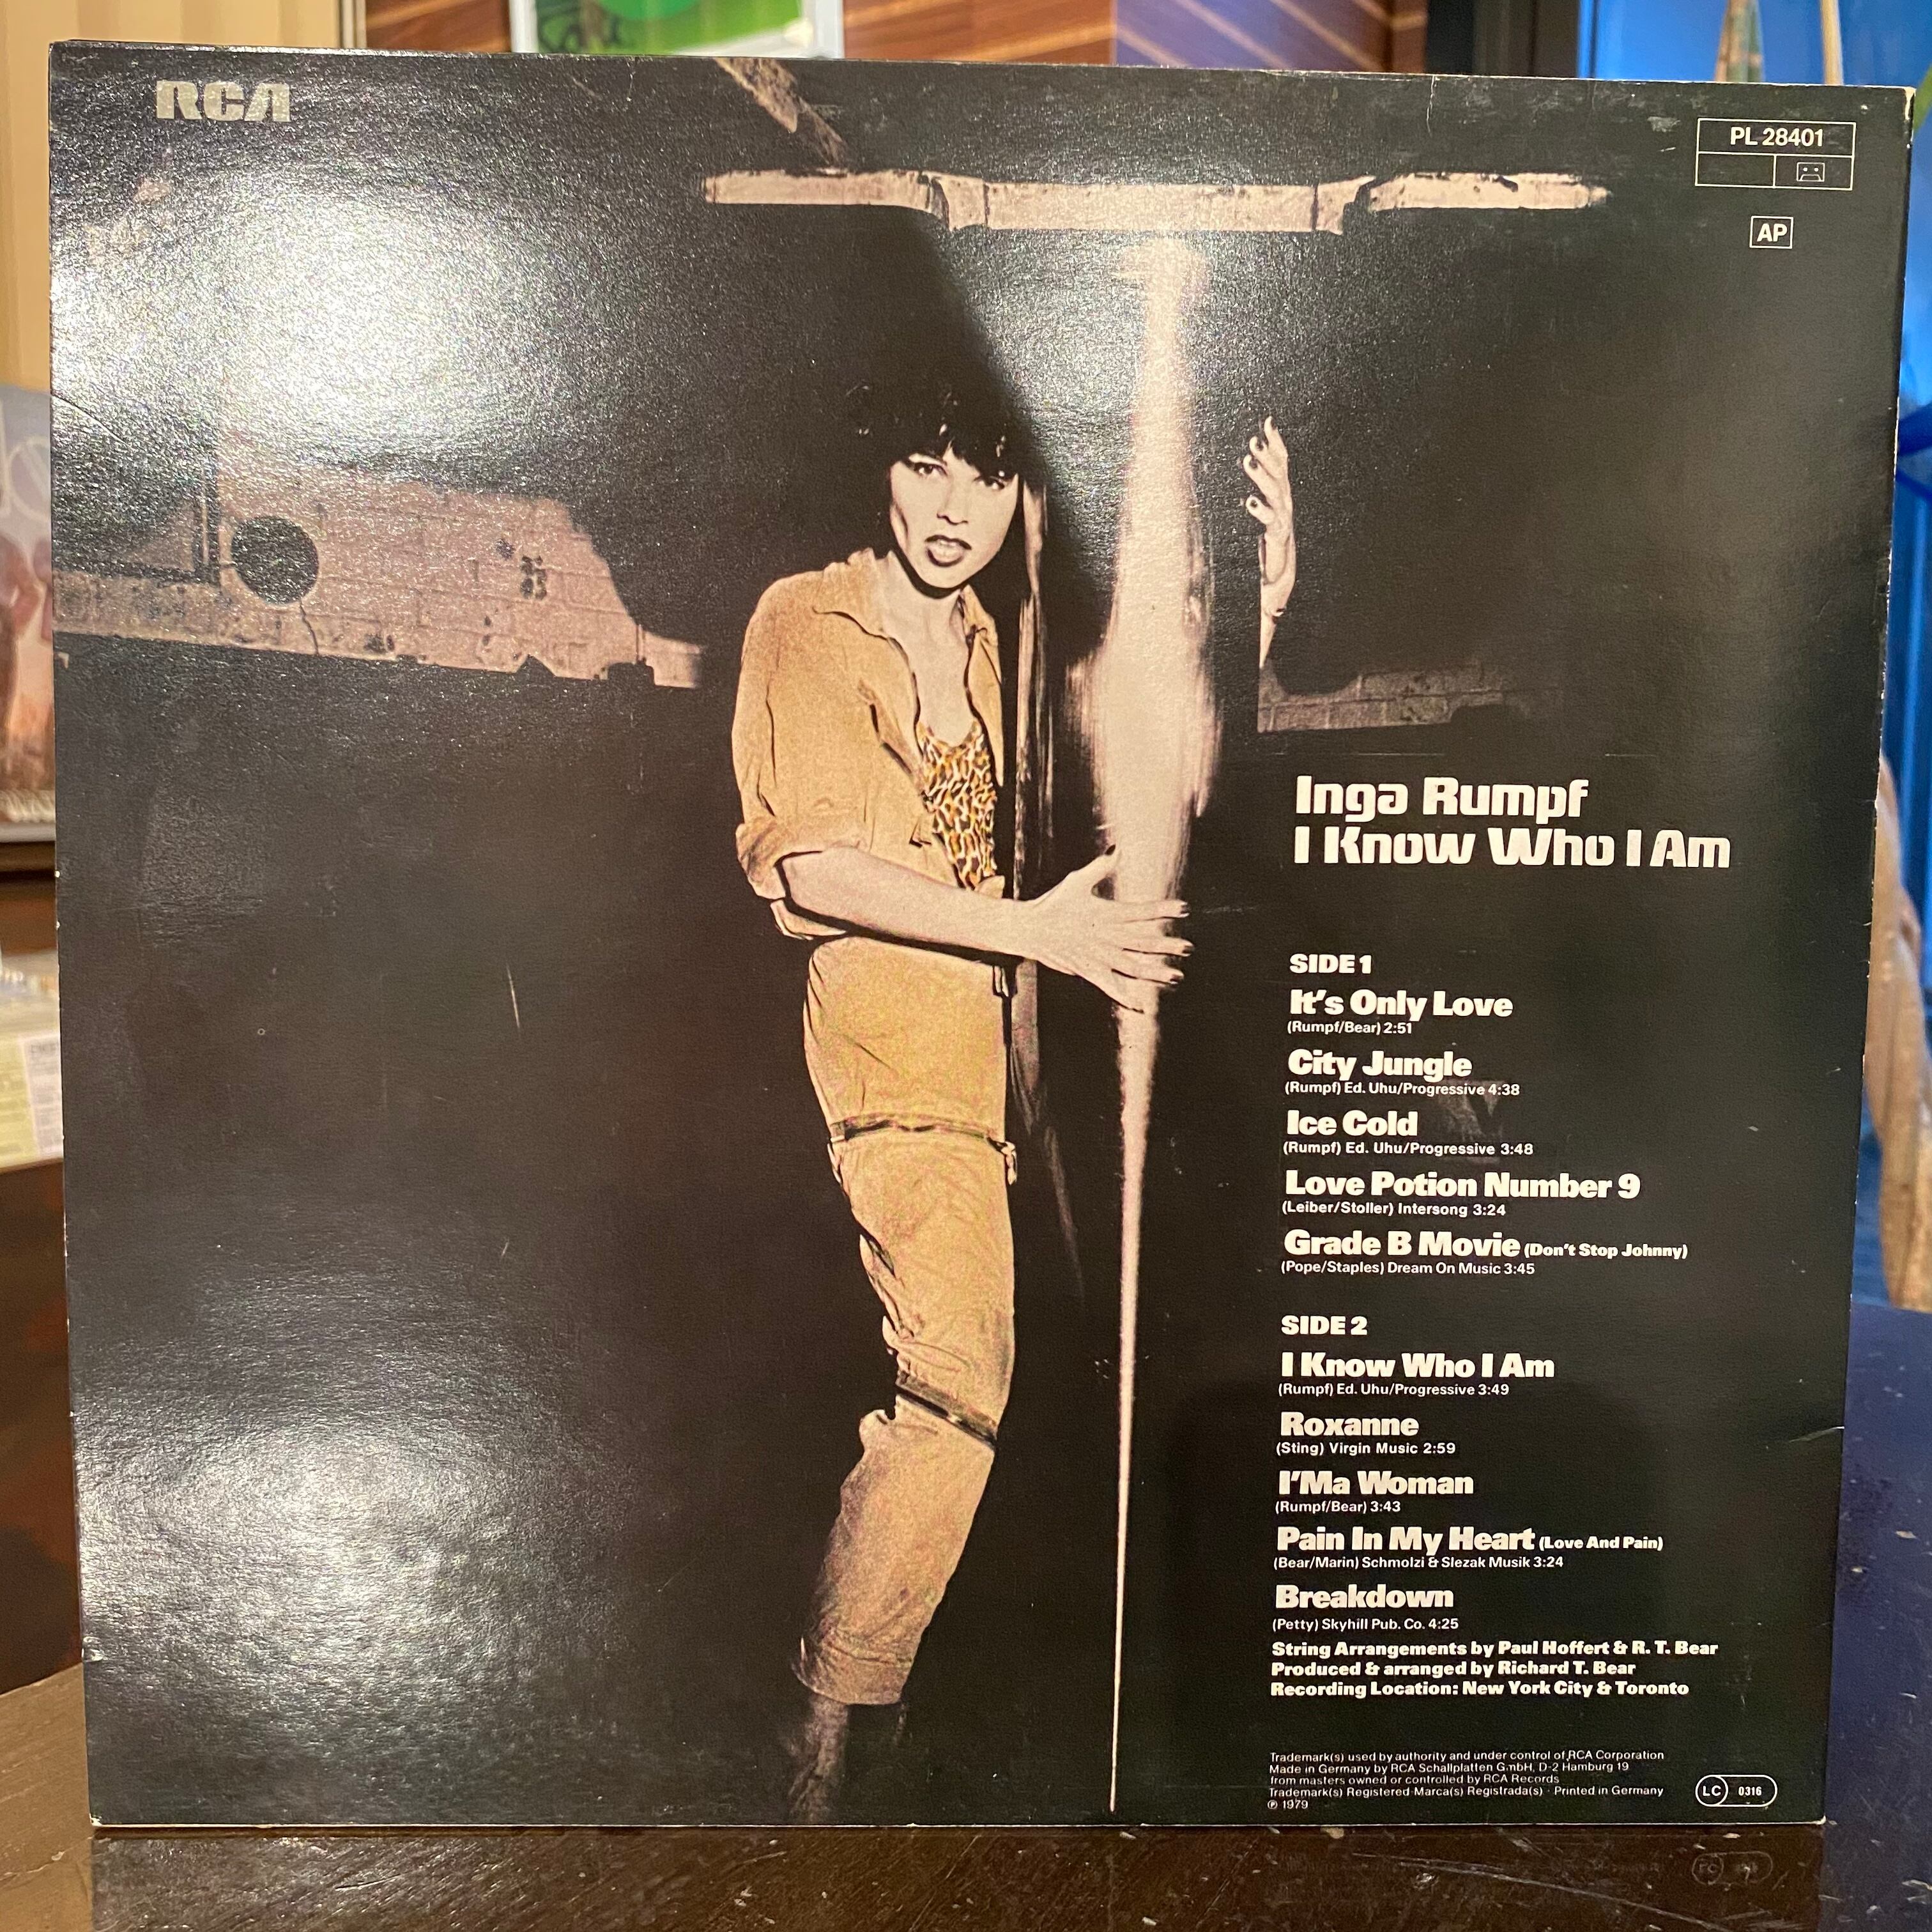 RCA
PL 28401
AP
Inga Rumpf
I Know Who I Am
SIDE 1
It's Only Love
(Rumpf/Bear) 2:51
City Jungle
(Rumpf) Ed. Uhu/Progressive 4:38
Ice Cold
(Rumpf) Ed. Uhu/Progressive 3:48
Love Potion Number 9
(Leiber/Stoller) Intersong 3:24
Grade B Movie (Don't Stop Johnny)
(Pope/Staples) Dream On Music 3:45
SIDE 2
I Know Who I Am
(Rumpf) Ed. Uhu/Progressive 3:49
Roxanne
(Sting) Virgin Music 2:59
I'Ma Woman
(Rumpf/Bear) 3:43
Pain In My Heart (Love And Pain)
(Bear/Marin) Schmolzi & Slezak Musik 3:24
Breakdown
(Petty) Skyhill Pub. Co. 4:25
String Arrangements by Paul Hoffert & R. T. Bear
Produced & arranged by Richard T. Bear
Recording Location: New York City & Toronto
Trademark(s) used by authority and under control of RCA Corporation
Made in Germany by RCA Schallplatten GmbH, D-2 Hamburg 19
from masters owned or controlled by RCA Records
Trademark(s) Registered·Marca(s) Registrada(s) · Printed in Germany
℗ 1979
LC 0316